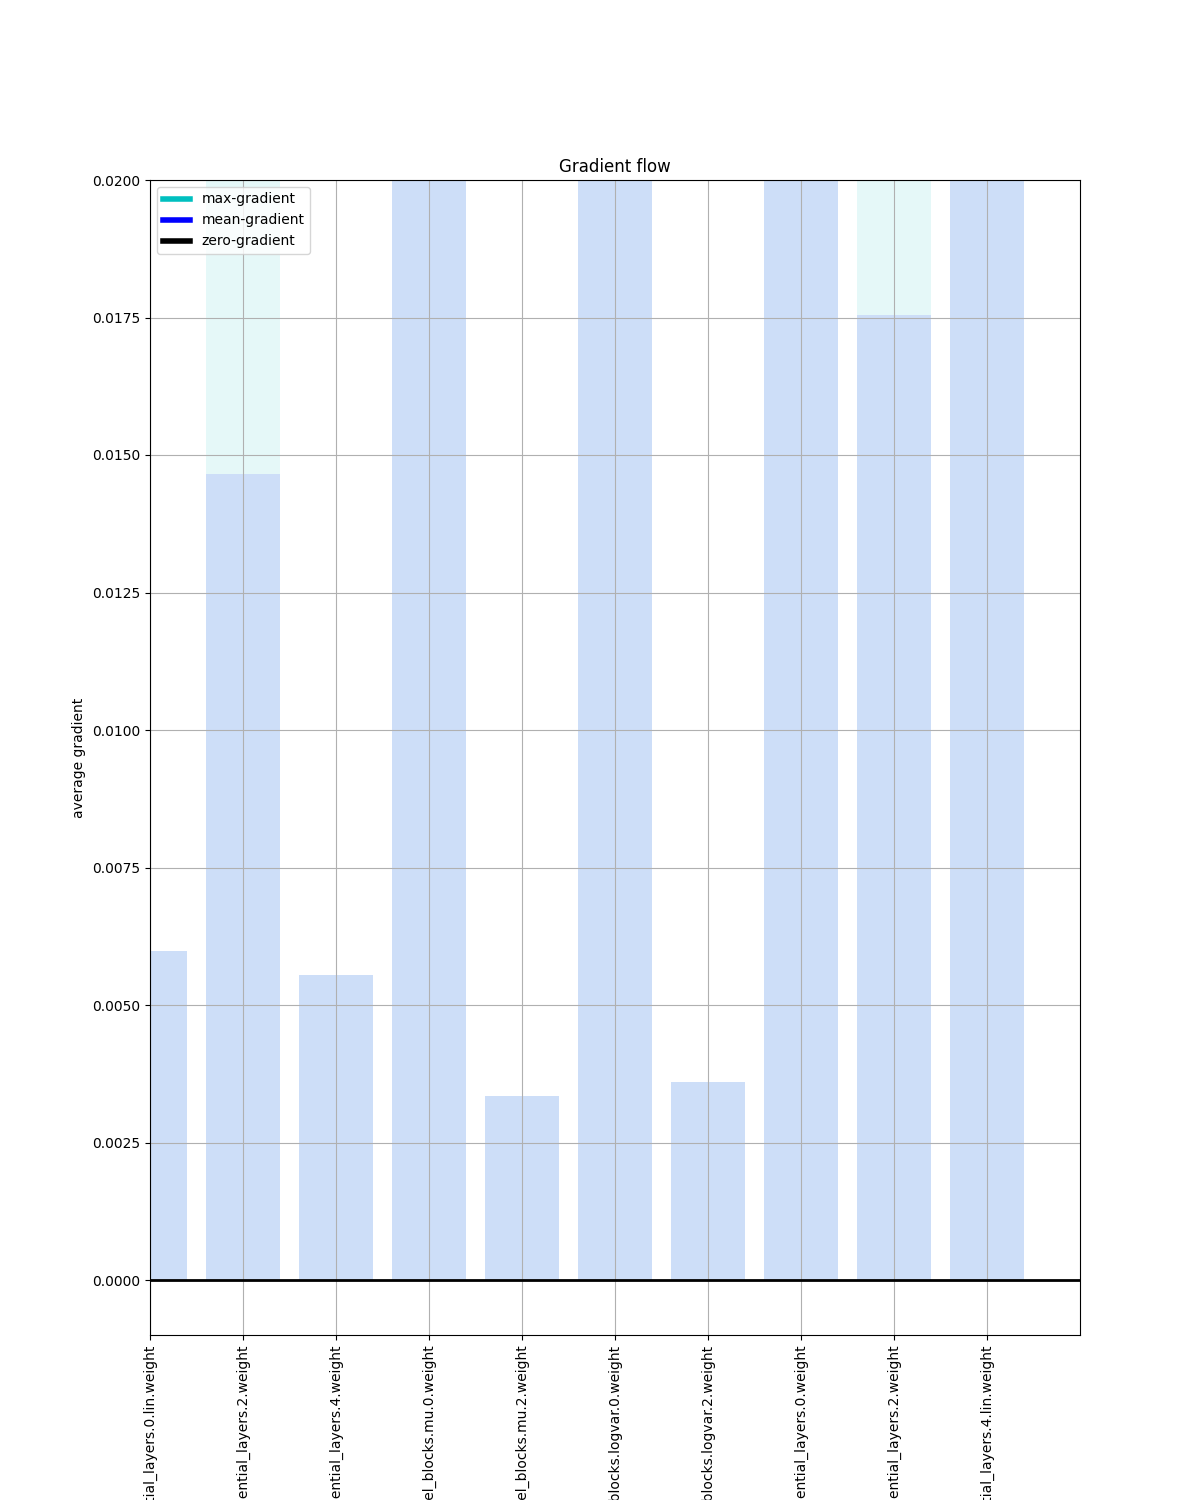 Gradient flow
max-gradient
mean-gradient
zero-gradient
0.0200
0.0175
0.0150
0.0125
0.0100
0.0075
0.0050
0.0025
0.0000
average gradient
tial_layers.0.lin.weight
ential_layers.2.weight
ential_layers.4.weight
el_blocks.mu.0.weight
el_blocks.mu.2.weight
blocks.logvar.0.weight
blocks.logvar.2.weight
ential_layers.0.weight
ential_layers.2.weight
tial_layers.4.lin.weight